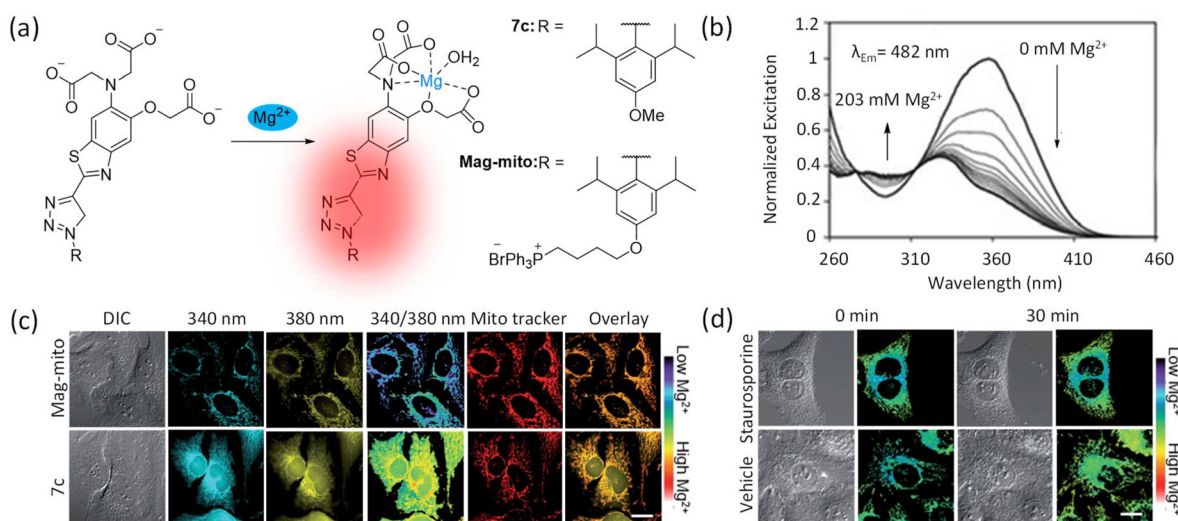 (a)
O⁻
O
O
O⁻
N
O
O⁻
O
S
N
N
N
N
R
Mg²⁺
O
O
O
O
OH₂
Mg
N
O
O
O
S
N
N
N
N
R
7c: R =
OMe
Mag-mito:R =
O
BrPh₃P
+
−
(b)
Normalized Excitation
1.2
1
0.8
0.6
0.4
0.2
0
λEm = 482 nm
0 mM Mg²⁺
203 mM Mg²⁺
260 310 360 410 460
Wavelength (nm)
(c)
DIC 340 nm 380 nm 340/380 nm Mito tracker Overlay
Mag-mito
7c
Low Mg²⁺
High Mg²⁺
(d)
0 min 30 min
Staurosporine
Vehicle
Low Mg²⁺
High Mg²⁺